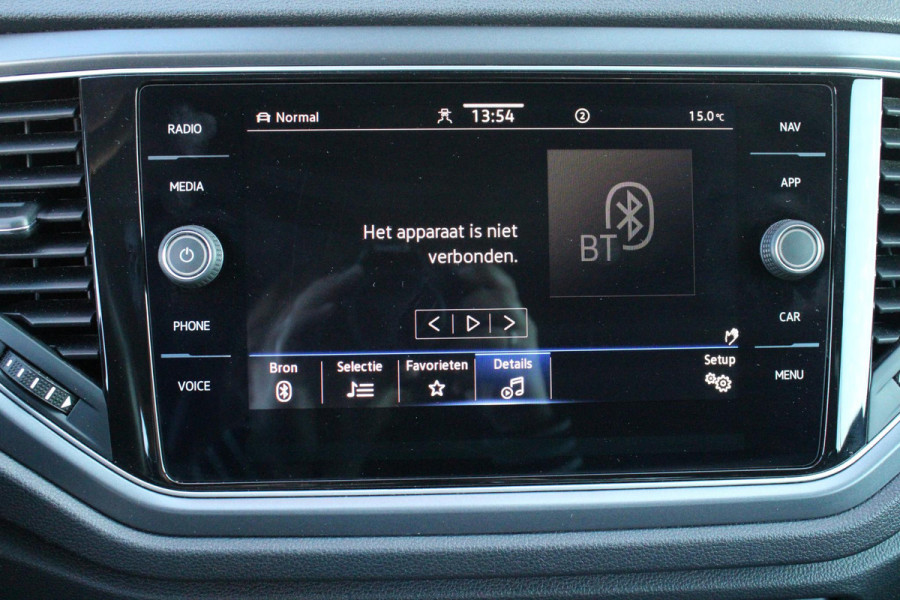 RADIO
MEDIA
PHONE
VOICE
Normal
13:54
2
15.0°C
Het apparaat is niet
verbonden.
BT
Bron
Selectie
Favorieten
Details
Setup
NAV
APP
CAR
MENU